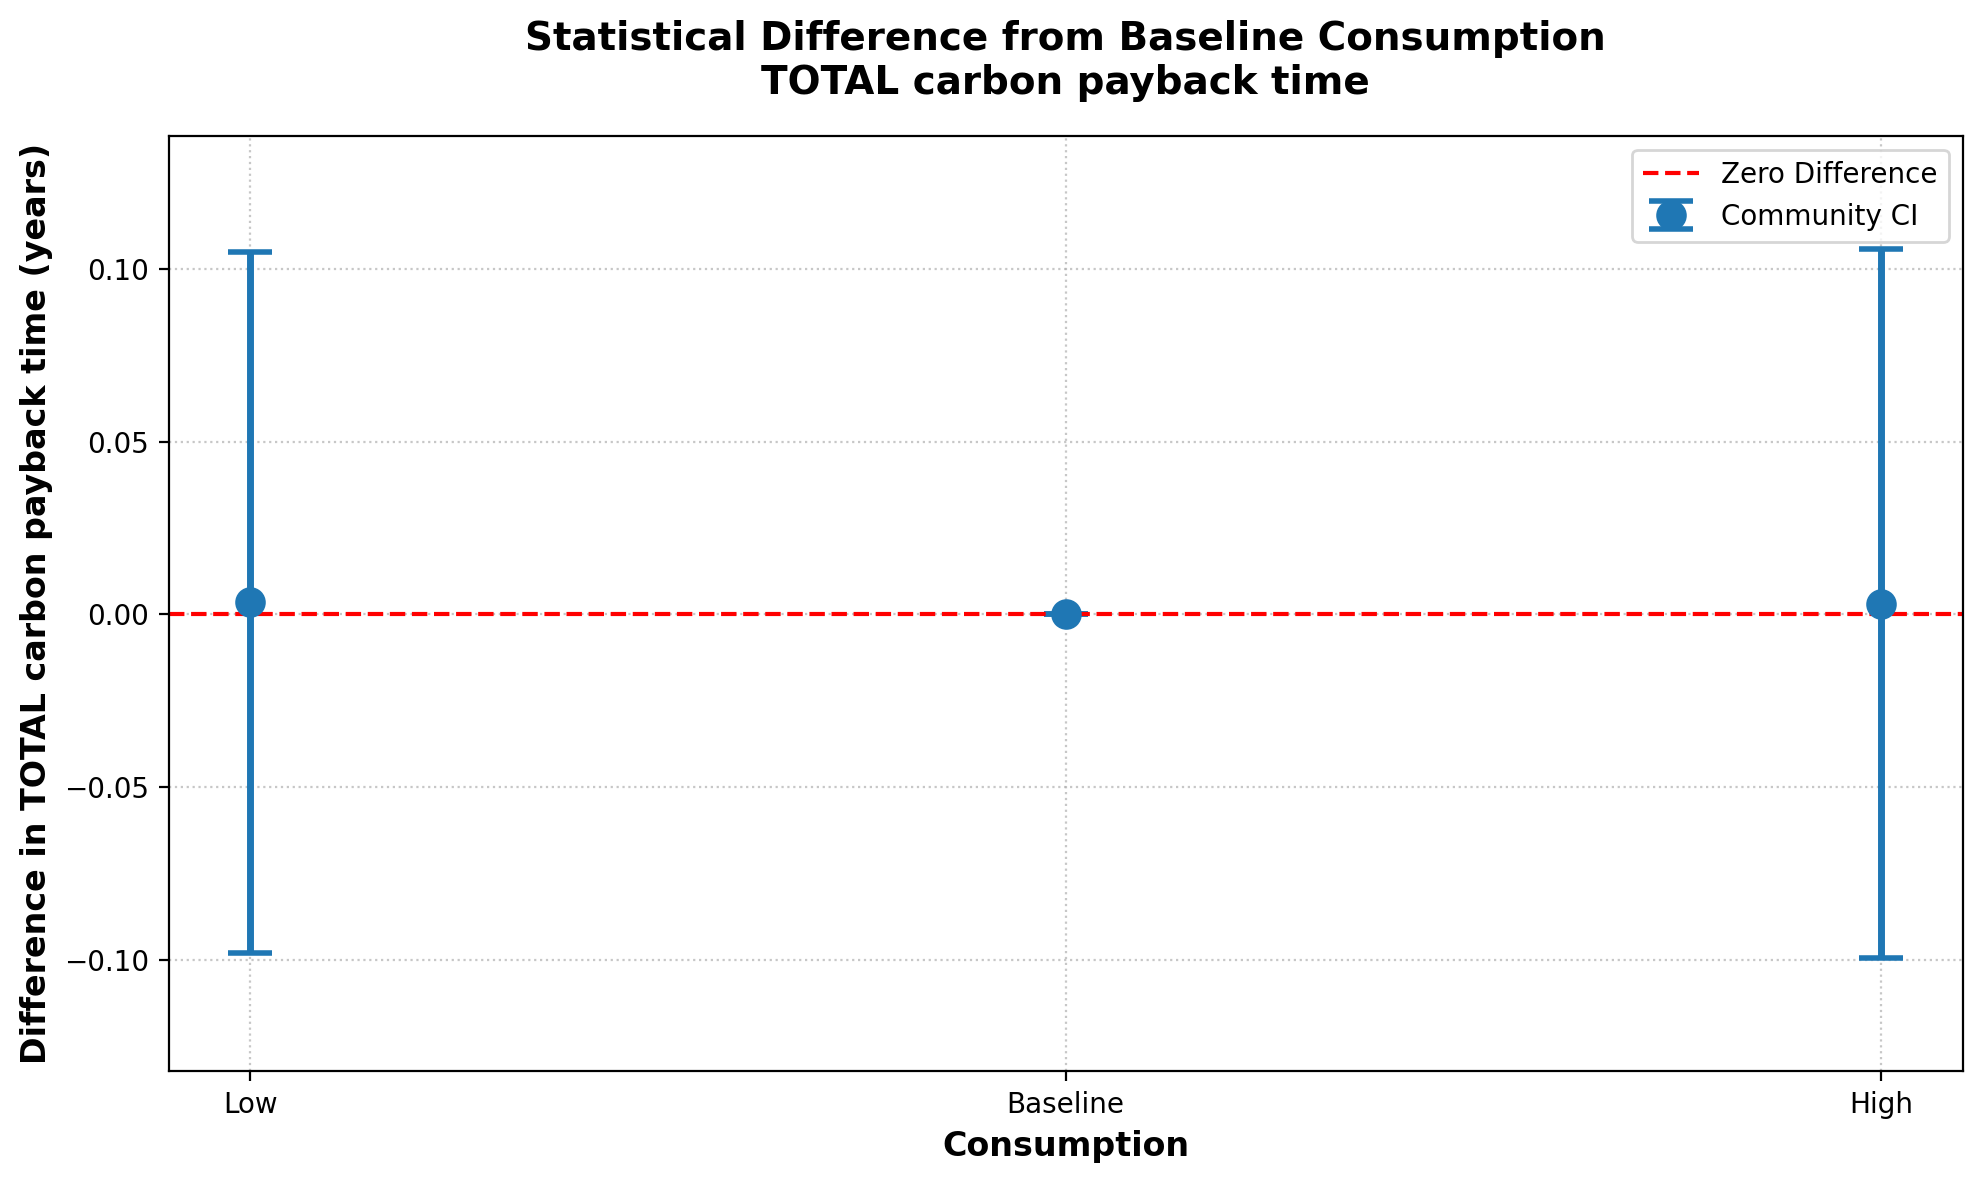 Statistical Difference from Baseline Consumption
TOTAL carbon payback time
Difference in TOTAL carbon payback time (years)
Zero Difference
Community CI
0.10
0.05
0.00
−0.05
−0.10
Low
Baseline
High
Consumption